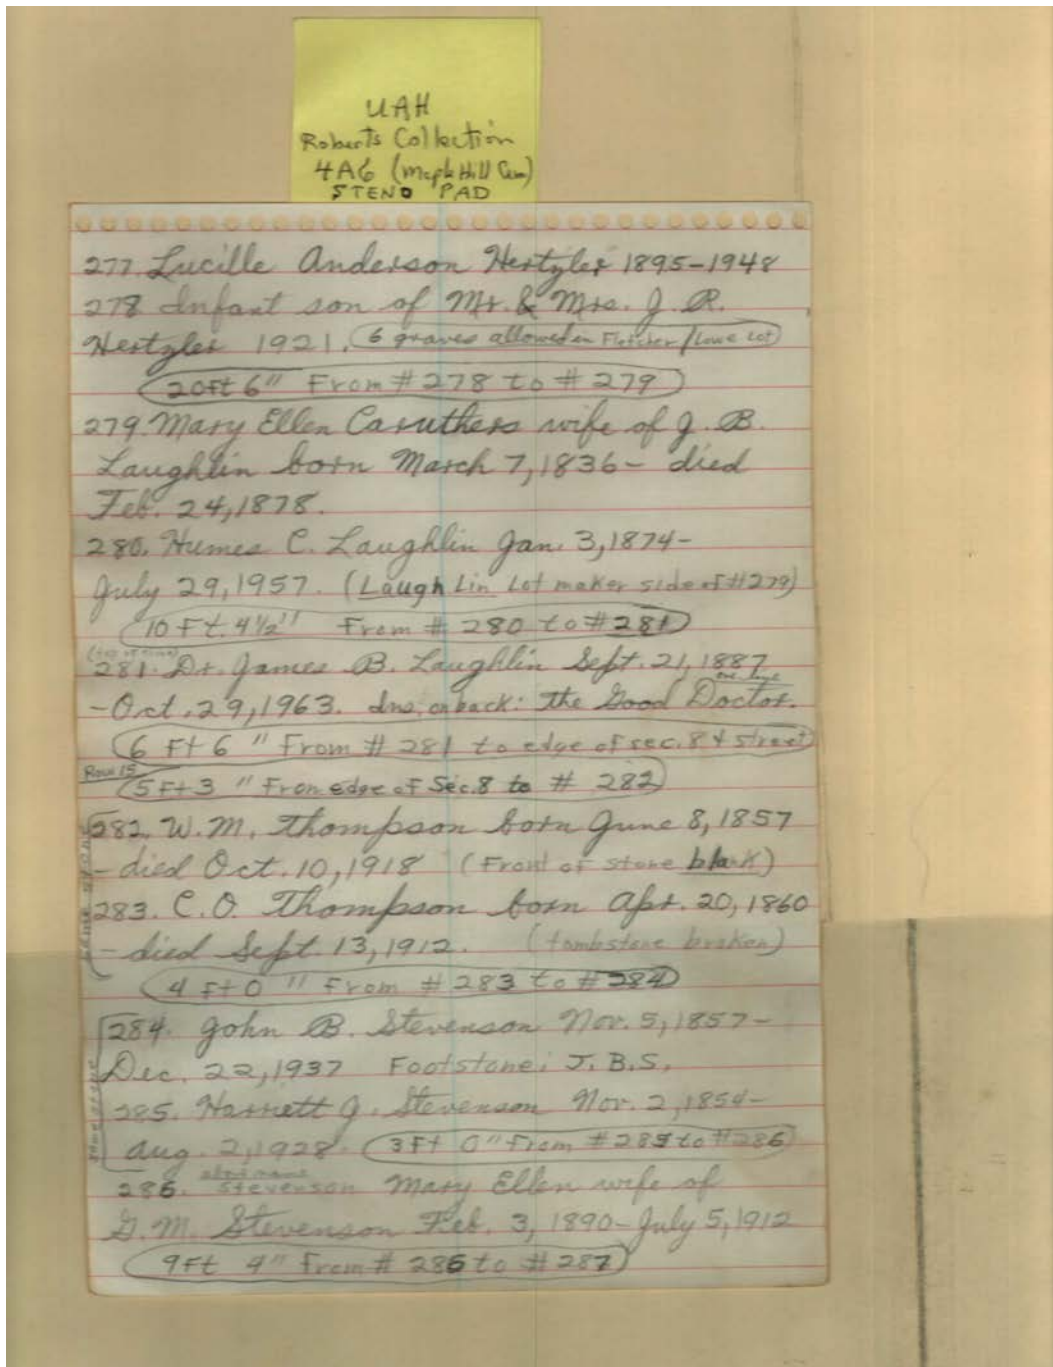 UAH
Roberts Collection
4A6 (Maple Hill Cem)
STENO PAD
277. Lucille Anderson Hertzler 1895-1948
278. Infant son of Mr. & Mrs. J. R.
Hertzler 1921. 6 graves allowed in Fletcher/Lowe Lot)
20ft 6" From #278 to #279
279. Mary Ellen Caruthers wife of J. B.
Laughlin born March 7, 1836- died
Feb. 24, 1878.
280. Humes C. Laughlin Jan. 3, 1874-
July 29, 1957. (Laugh Lin Lot maker side of #279)
10 Ft. 4½" From # 280 to #281
281. Dr. James B. Laughlin Sept. 21, 1887
one line
-Oct. 29, 1963. Ins. on back: The Good Doctor.
6 Ft 6" From # 281 to edge of sec. 8 & street
Row 15
5 Ft 3" From edge of Sec. 8 to # 282
same stone
282. W. M. Thompson born June 8, 1857
- died Oct. 10, 1918 (Front of stone blank)
283. C. O. Thompson born Apr. 20, 1860
- died Sept. 13, 1912. (tombstone broken)
4 Ft 0" From # 283 to #284
same stone
284. John B. Stevenson Nov. 5, 1857-
Dec. 22, 1937 Footstone: J. B. S.
285. Harriett J. Stevenson Nov. 2, 1854-
Aug. 2, 1928. 3 Ft 0" From #285 to #286
286. Stevenson Mary Ellen wife of
G. M. Stevenson Feb. 3, 1890-July 5, 1912
9 Ft 4" From # 286 to # 287